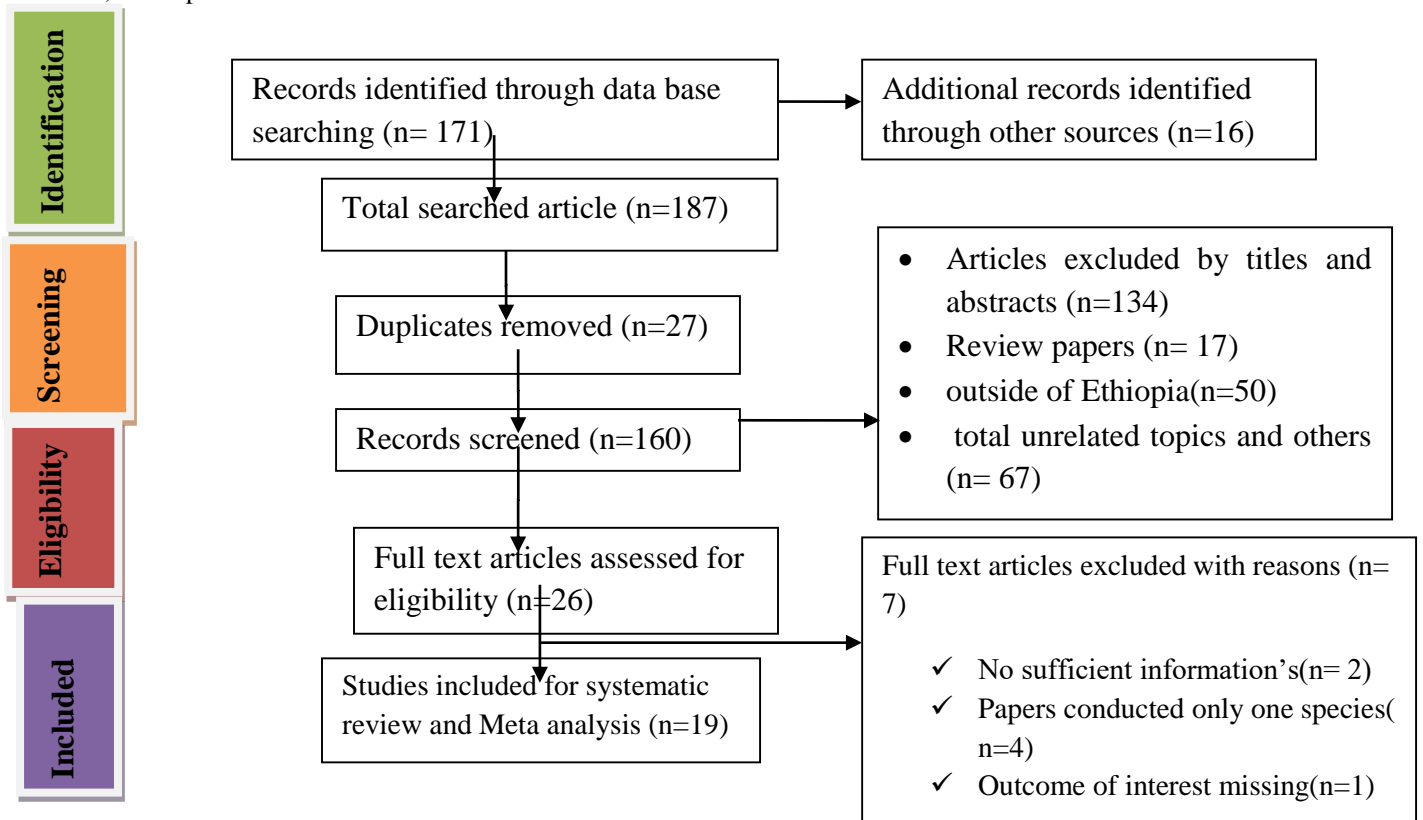 Identification
Records identified through data base
searching (n= 171)
Additional records identified
through other sources (n=16)
Total searched article (n=187)
Screening
Duplicates removed (n=27)
Records screened (n=160)
• Articles excluded by titles and
abstracts (n=134)
• Review papers (n= 17)
• outside of Ethiopia(n=50)
• total unrelated topics and others
(n= 67)
Eligibility
Full text articles assessed for
eligibility (n=26)
Full text articles excluded with reasons (n=
7)
✓ No sufficient information’s(n= 2)
✓ Papers conducted only one species(
n=4)
✓ Outcome of interest missing(n=1)
Included
Studies included for systematic
review and Meta analysis (n=19)